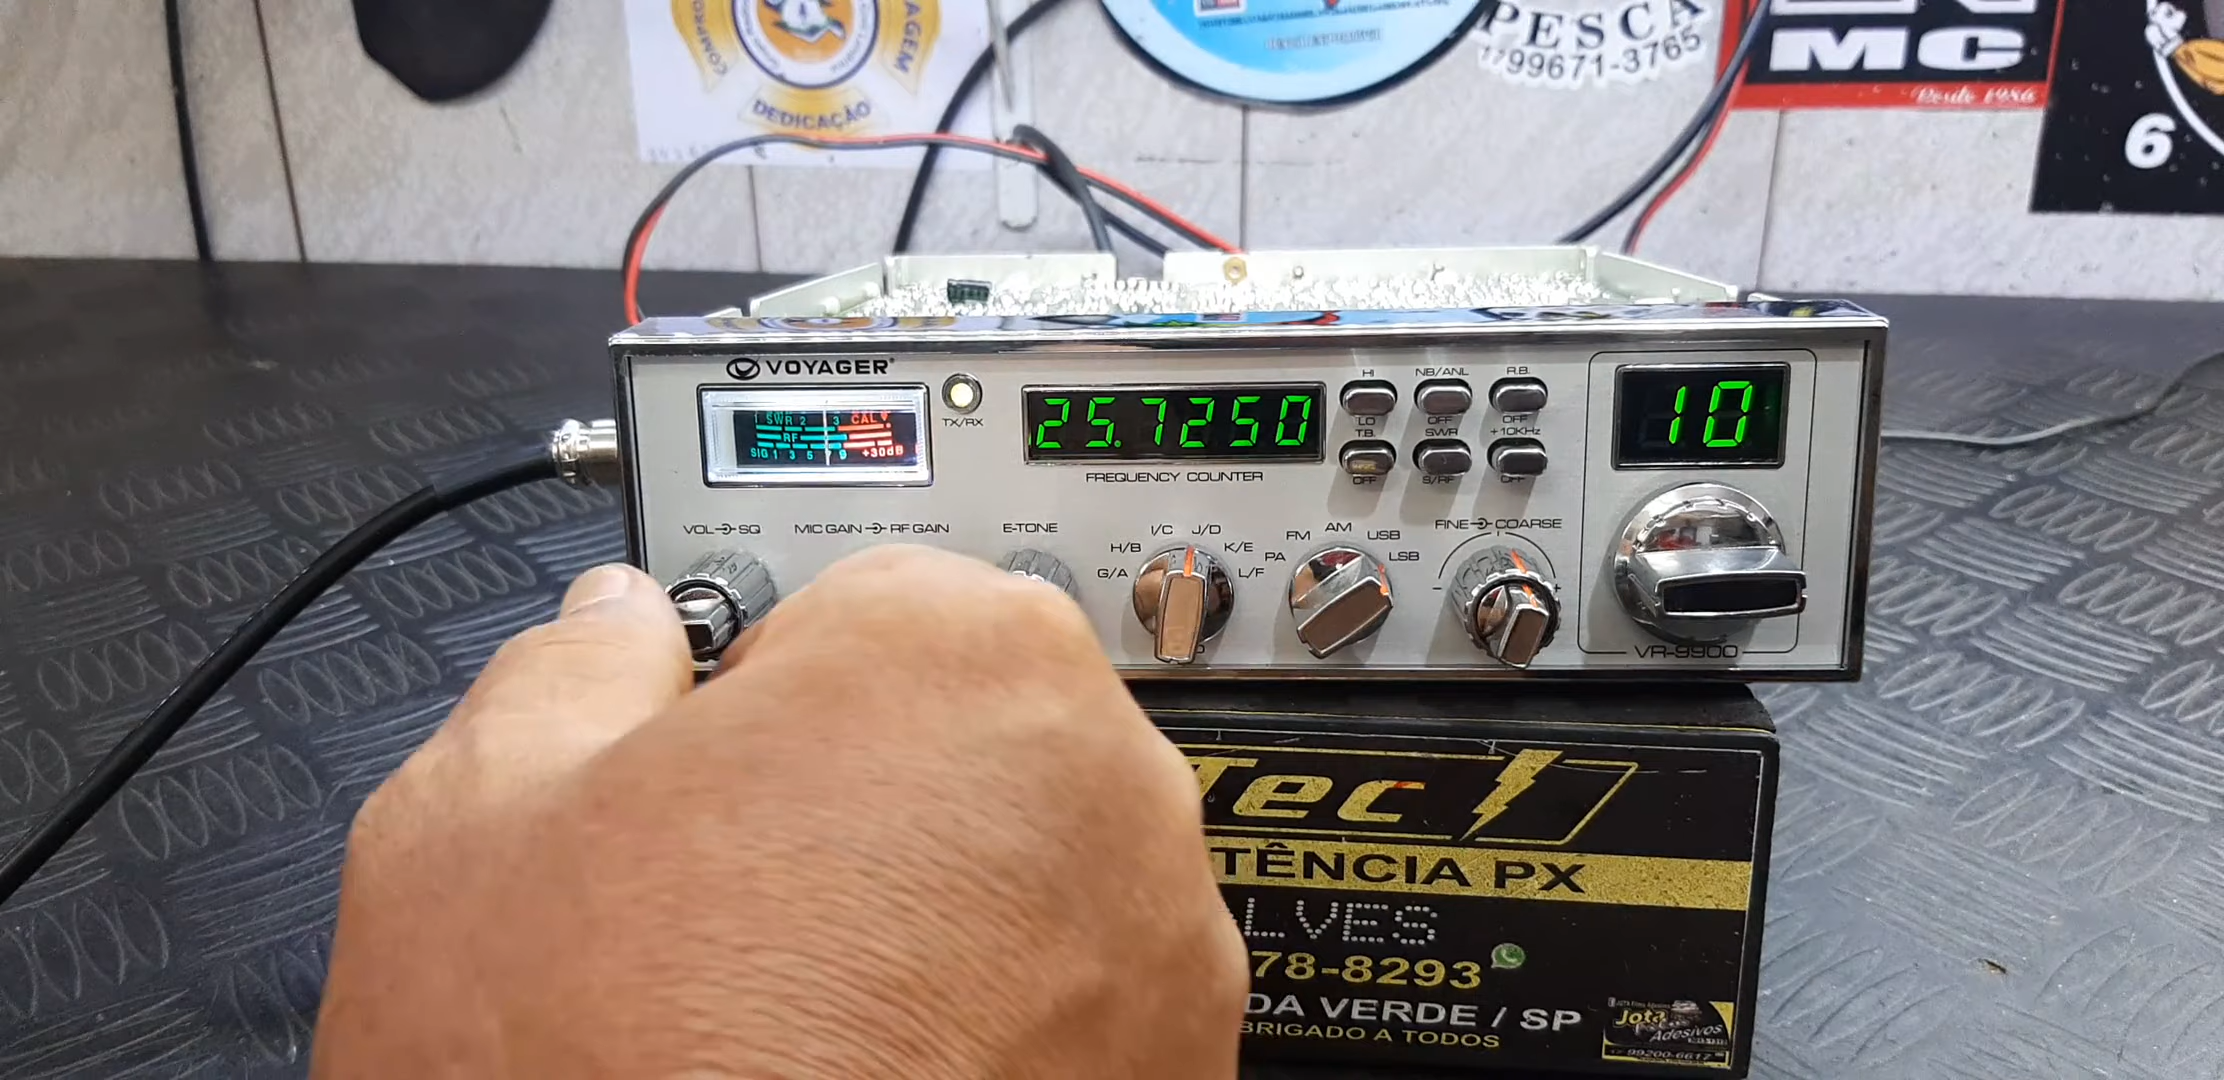 DEDICAÇÃO
PESCA
99671-3765
MC
Desde 1986
6
VOYAGER
TX/RX
SWR 2 3 CAL
RF
SIG 1 3 5 7 9 +30dB
25.7250
FREQUENCY COUNTER
HI NB/ANL R.B.
LO OFF OFF
T.B. SWR +10KHz
OFF S/RF OFF
10
VOL SQ
MIC GAIN RF GAIN
E-TONE
G/A H/B I/C J/D K/E L/F
PA FM AM USB LSB
FINE COARSE
- +
VR-9900
Tec
TÊNCIA PX
LVES
78-8293
DA VERDE / SP
BRIGADO A TODOS
Jota
Adesivos
99200-6617